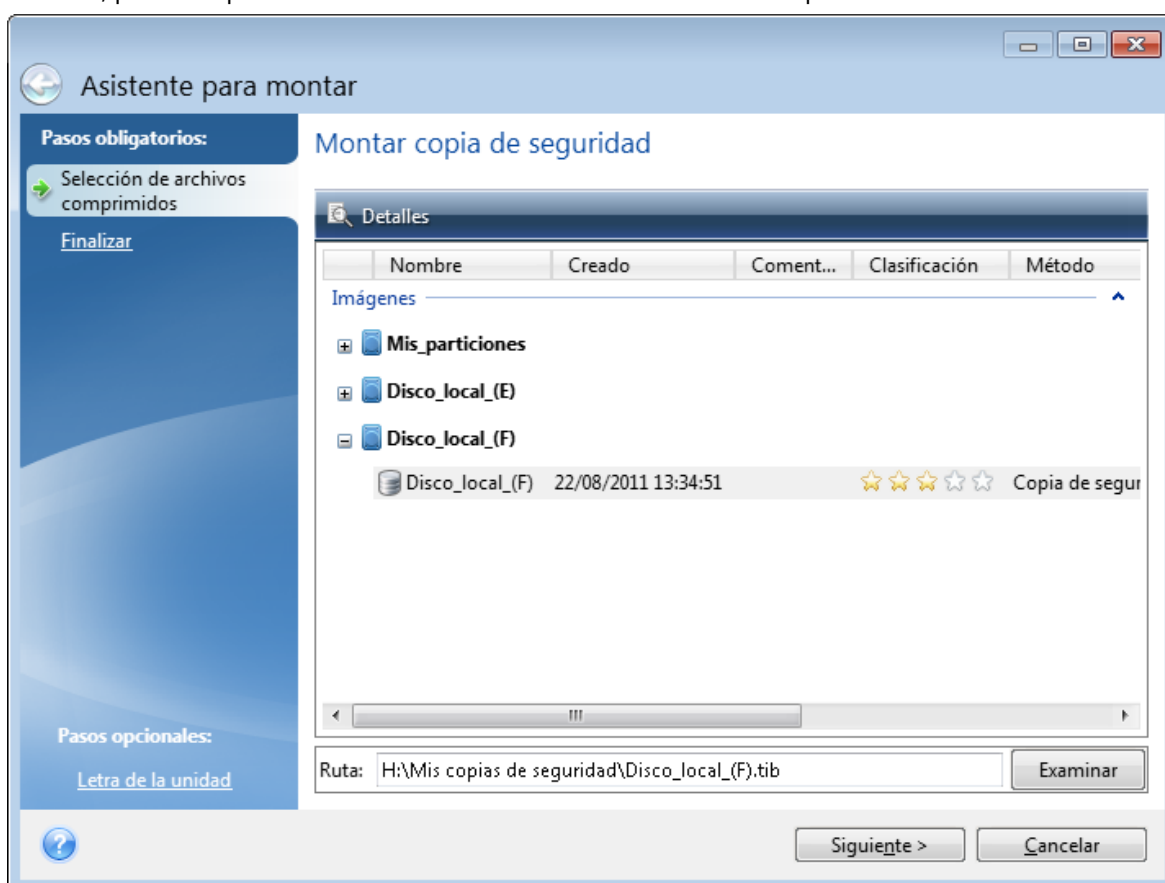 Asistente para montar
Pasos obligatorios:
Selección de archivos
comprimidos
Finalizar
Montar copia de seguridad
Detalles
Nombre Creado Coment... Clasificación Método
Imágenes
Mis_particiones
Disco_local_(E)
Disco_local_(F)
Disco_local_(F) 22/08/2011 13:34:51 Copia de segur
Pasos opcionales:
Letra de la unidad
Ruta: H:\Mis copias de seguridad\Disco_local_(F).tib Examinar
Siguiente > Cancelar